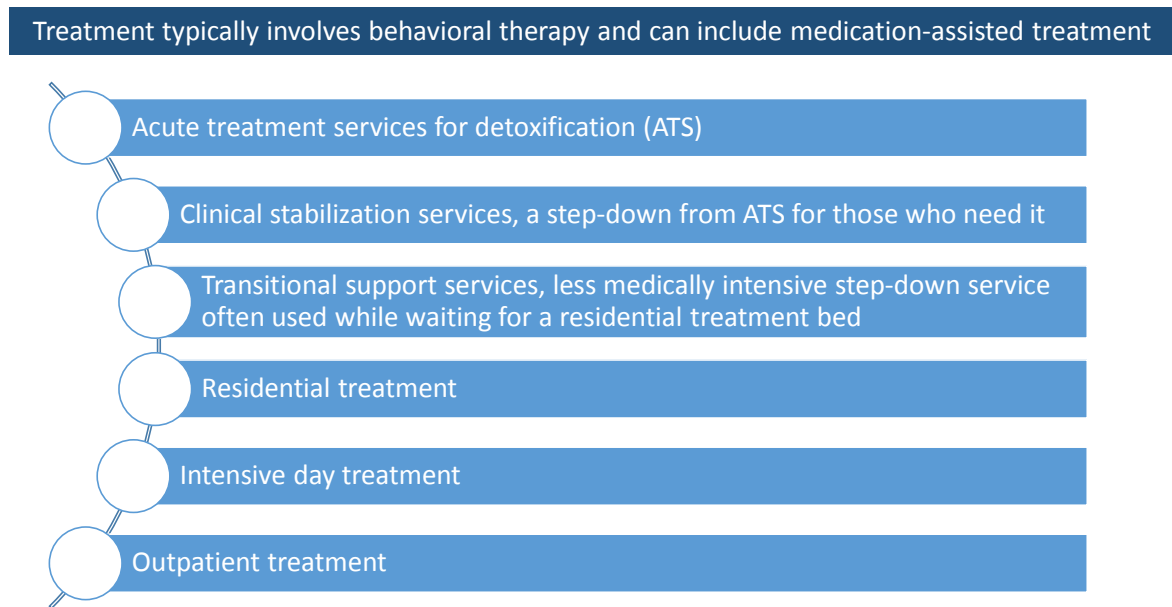 Treatment typically involves behavioral therapy and can include medication-assisted treatment
Acute treatment services for detoxification (ATS)
Clinical stabilization services, a step-down from ATS for those who need it
Transitional support services, less medically intensive step-down service
often used while waiting for a residential treatment bed
Residential treatment
Intensive day treatment
Outpatient treatment